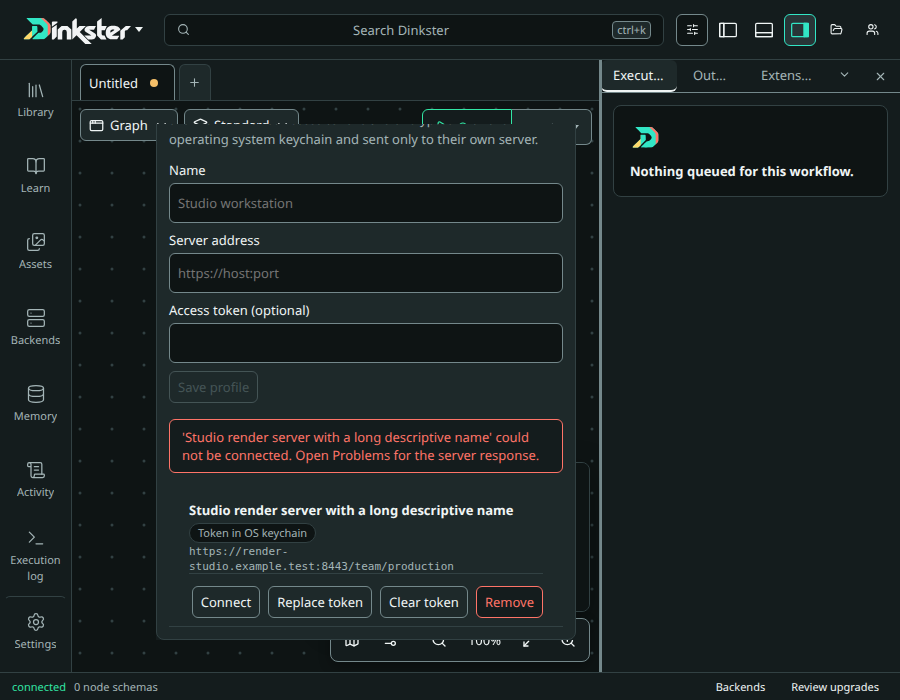 Dinkster
Search Dinkster
ctrl+k
Library
Learn
Assets
Backends
Memory
Activity
Execution
log
Settings
Untitled
+
Graph
Standard
operating system keychain and sent only to their own server.
Name
Studio workstation
Server address
https://host:port
Access token (optional)
Save profile
'Studio render server with a long descriptive name' could
not be connected. Open Problems for the server response.
Studio render server with a long descriptive name
Token in OS keychain
https://render-
studio.example.test:8443/team/production
Connect
Replace token
Clear token
Remove
100%
Execut...
Out...
Extens...
Nothing queued for this workflow.
connected
0 node schemas
Backends
Review upgrades